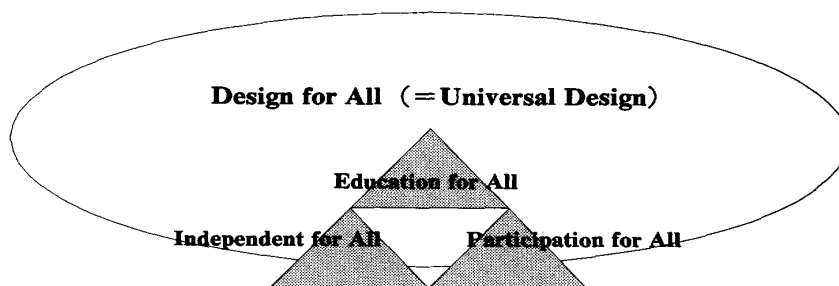 Design for All (=Universal Design)
Education for All
Independent for All
Participation for All